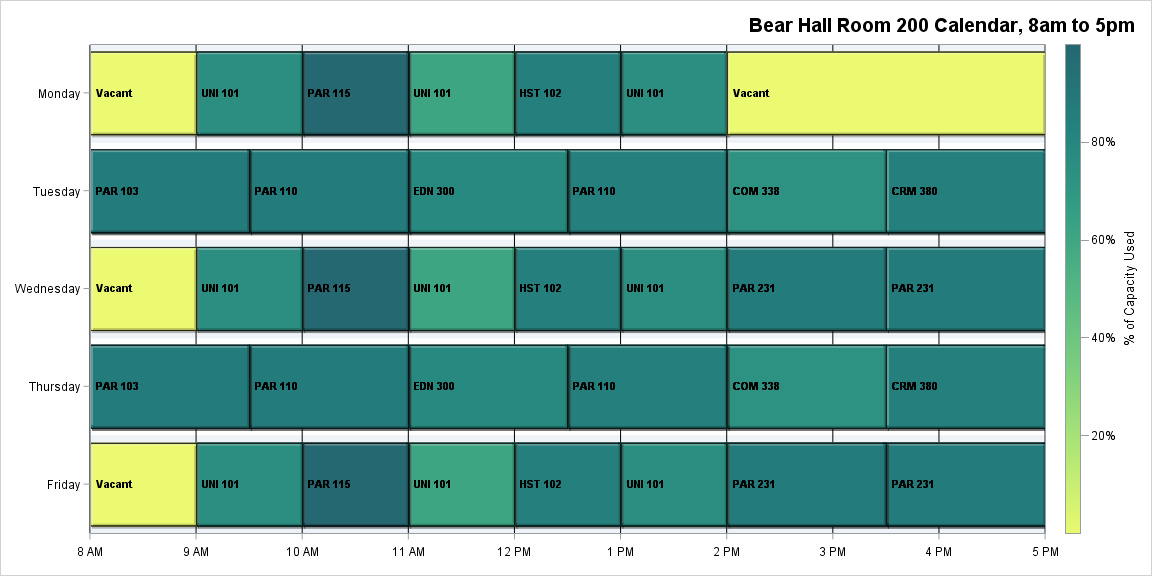 Bear Hall Room 200 Calendar, 8am to 5pm
Monday
Vacant
UNI 101
PAR 115
UNI 101
HST 102
UNI 101
Vacant
Tuesday
PAR 103
PAR 110
EDN 300
PAR 110
COM 338
CRM 380
Wednesday
Vacant
UNI 101
PAR 115
UNI 101
HST 102
UNI 101
PAR 231
PAR 231
Thursday
PAR 103
PAR 110
EDN 300
PAR 110
COM 338
CRM 380
Friday
Vacant
UNI 101
PAR 115
UNI 101
HST 102
UNI 101
PAR 231
PAR 231
8 AM
9 AM
10 AM
11 AM
12 PM
1 PM
2 PM
3 PM
4 PM
5 PM
80%
60%
40%
20%
% of Capacity Used